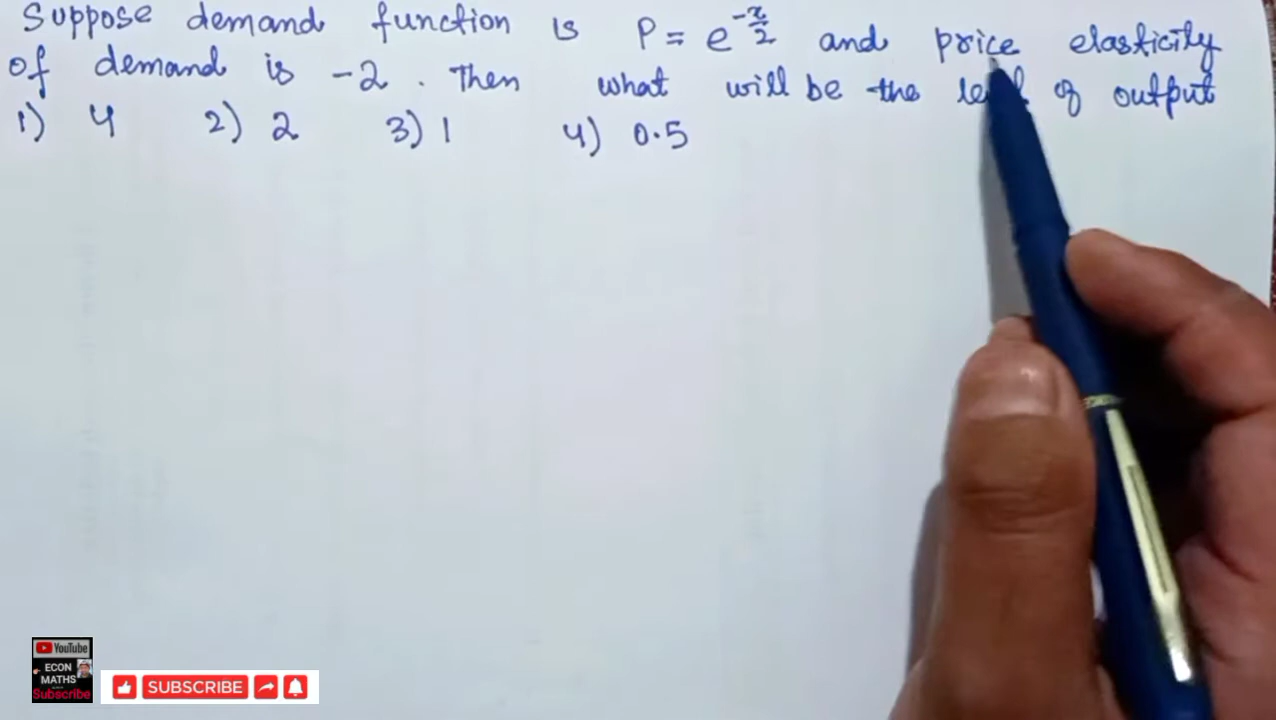 Suppose demand function is P = e^{-x/2} and price elasticity
of demand is -2. Then what will be the level of output
1) 4 2) 2 3) 1 4) 0.5
YouTube
ECON
MATHS
Subscribe
SUBSCRIBE